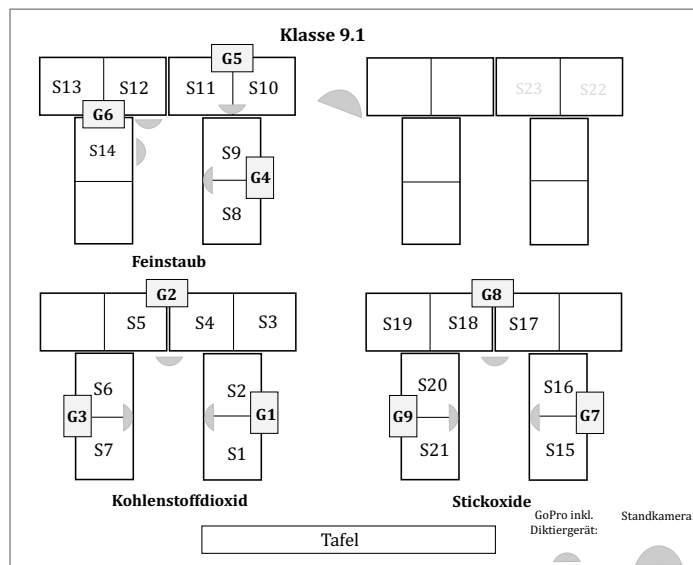 Klasse 9.1
G5
S13 S12 S11 S10 S23 S22
G6
S14 S9
G4
S8
Feinstaub
G2 G8
S5 S4 S3 S19 S18 S17
S6 S2 S20 S16
G3 G1 G9 G7
S7 S1 S21 S15
Kohlenstoffdioxid Stickoxide
GoPro inkl.
Diktiergerät:
Standkamera:
Tafel